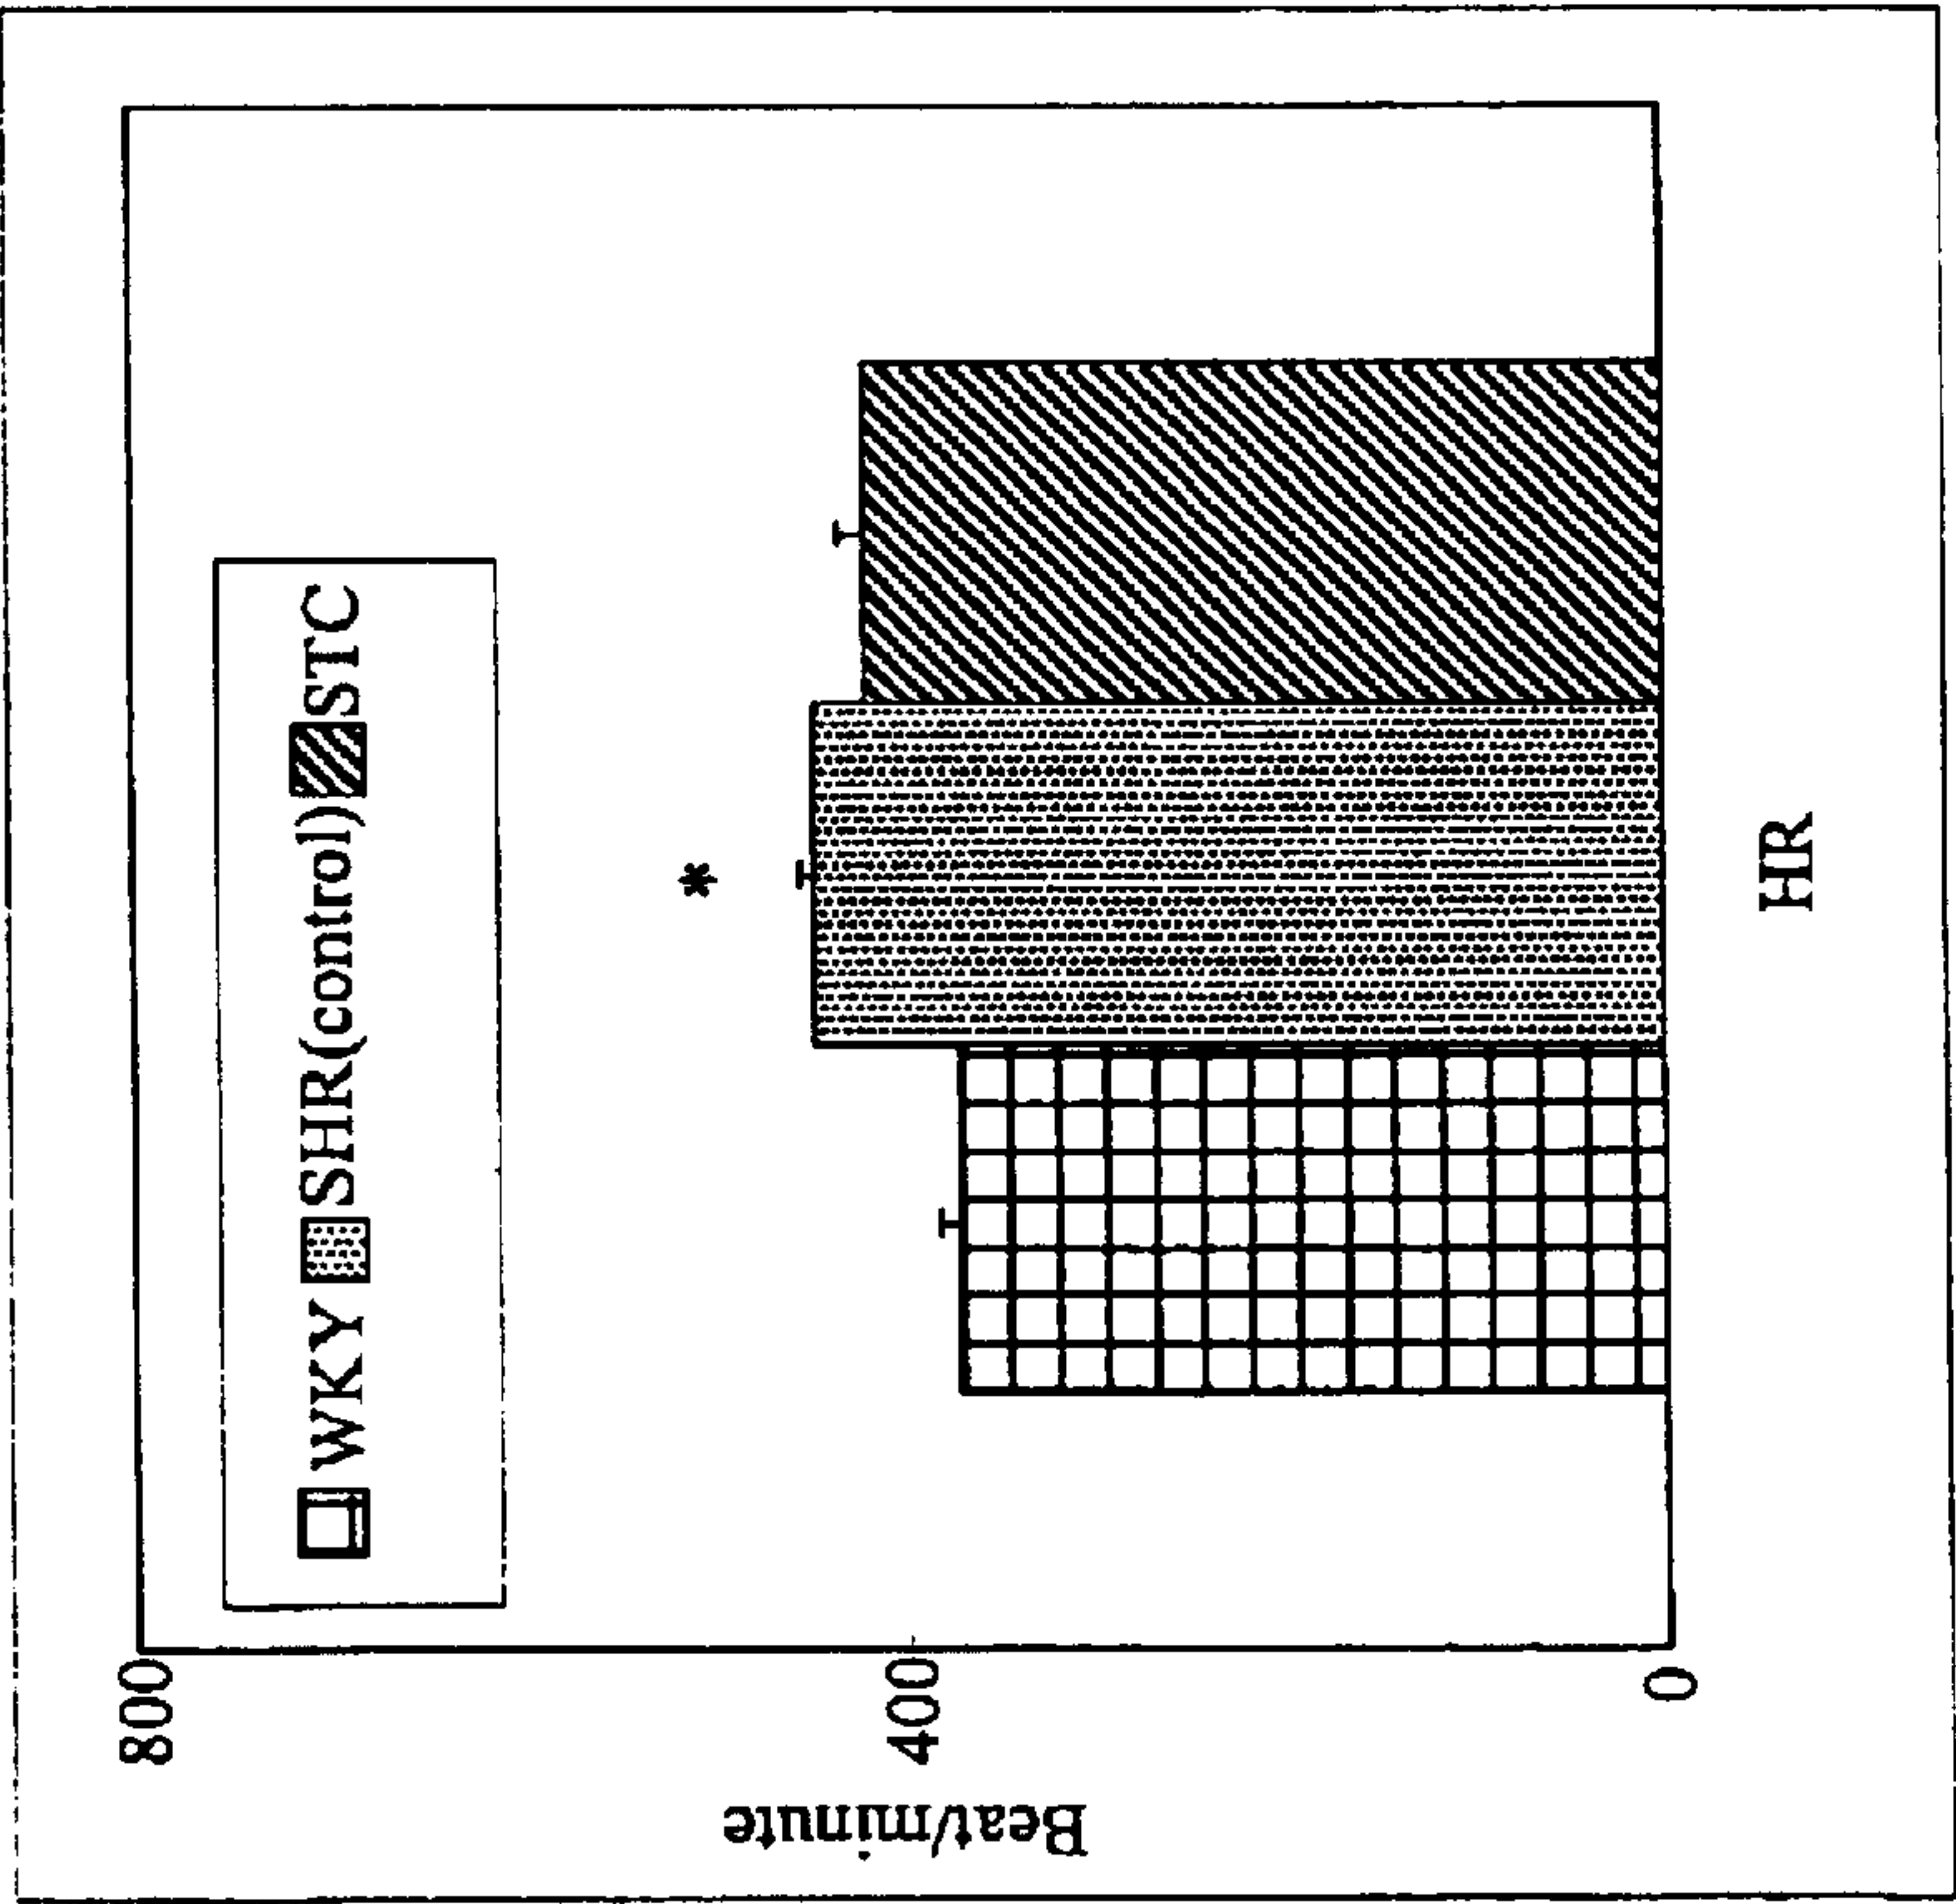 WKY SHR(control) STC
800
400
0
Beat/minute
*
HR